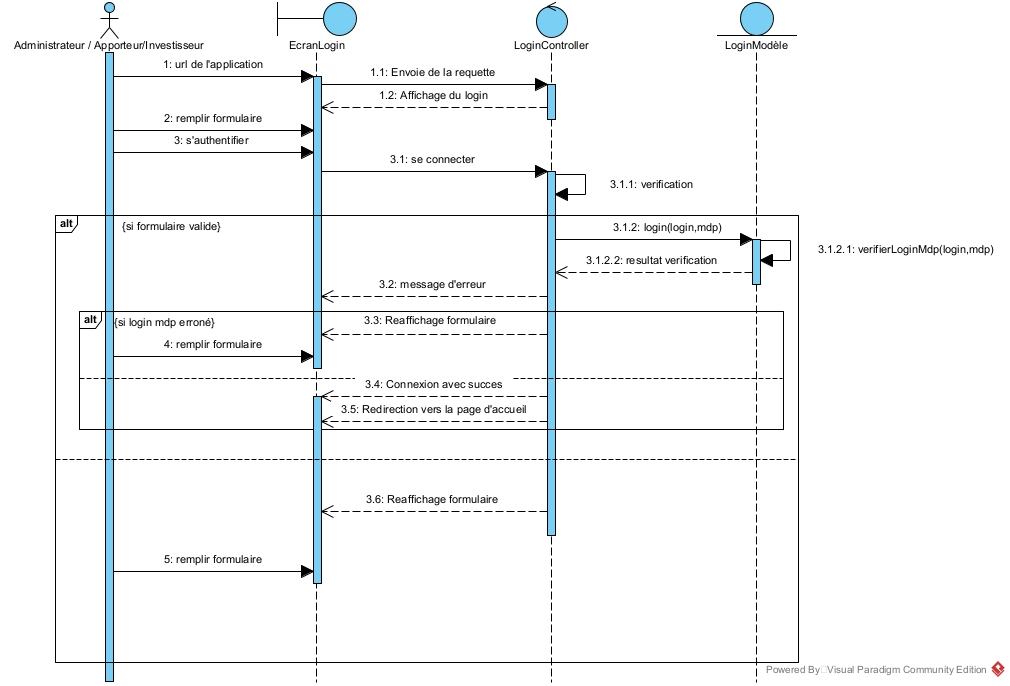 Administrateur / Apporteur/Investisseur
EcranLogin
LoginController
LoginModèle
1: url de l'application
1.1: Envoie de la requette
1.2: Affichage du login
2: remplir formulaire
3: s'authentifier
3.1: se connecter
3.1.1: verification
alt
{si formulaire valide}
3.1.2: login(login,mdp)
3.1.2.1: verifierLoginMdp(login,mdp)
3.1.2.2: resultat verification
3.2: message d'erreur
alt
{si login mdp erroné}
3.3: Reaffichage formulaire
4: remplir formulaire
3.4: Connexion avec succes
3.5: Redirection vers la page d'accueil
3.6: Reaffichage formulaire
5: remplir formulaire
Powered By Visual Paradigm Community Edition